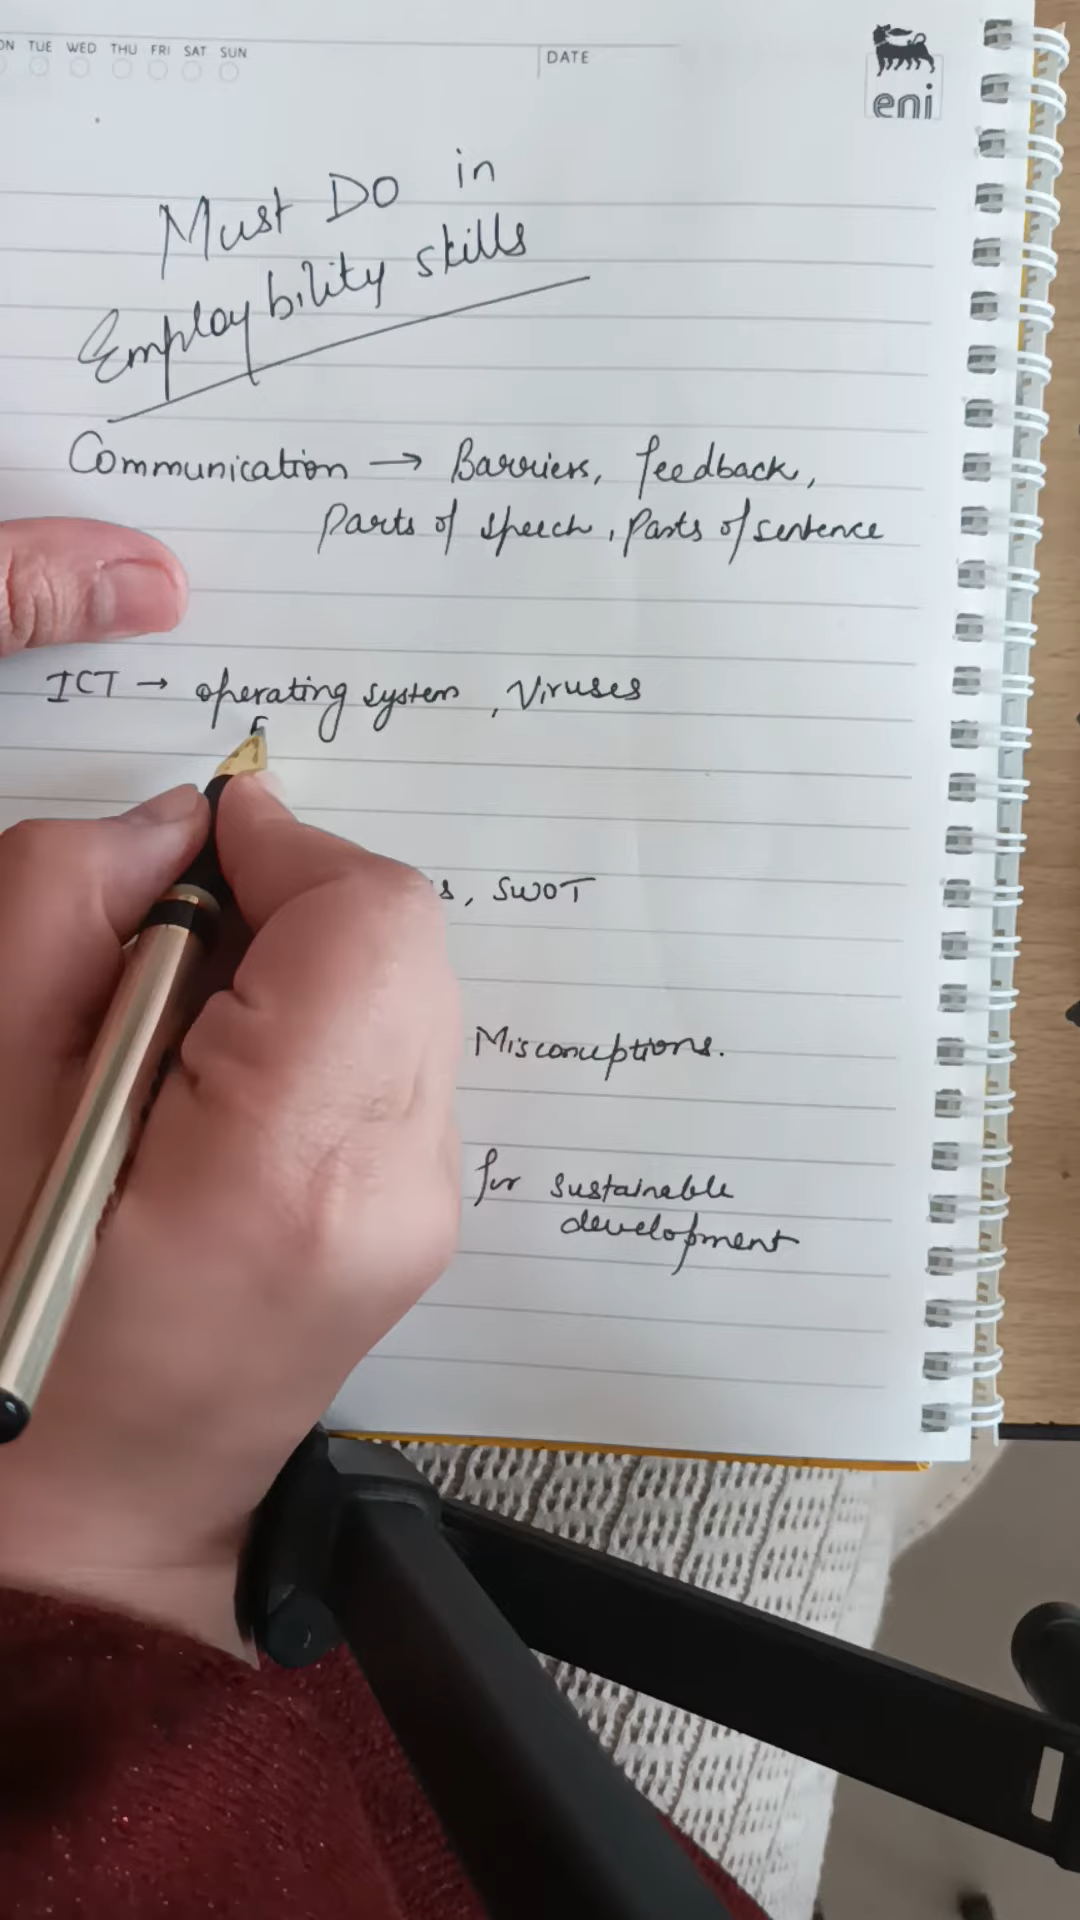 TUE WED THU FRI SAT SUN
DATE
eni
Must DO in
Employbility skills
Communication → Barriers, feedback,
Parts of speech, Parts of sentence
ICT → operating system, Viruses
, SWOT
Misconceptions.
for sustainable
development